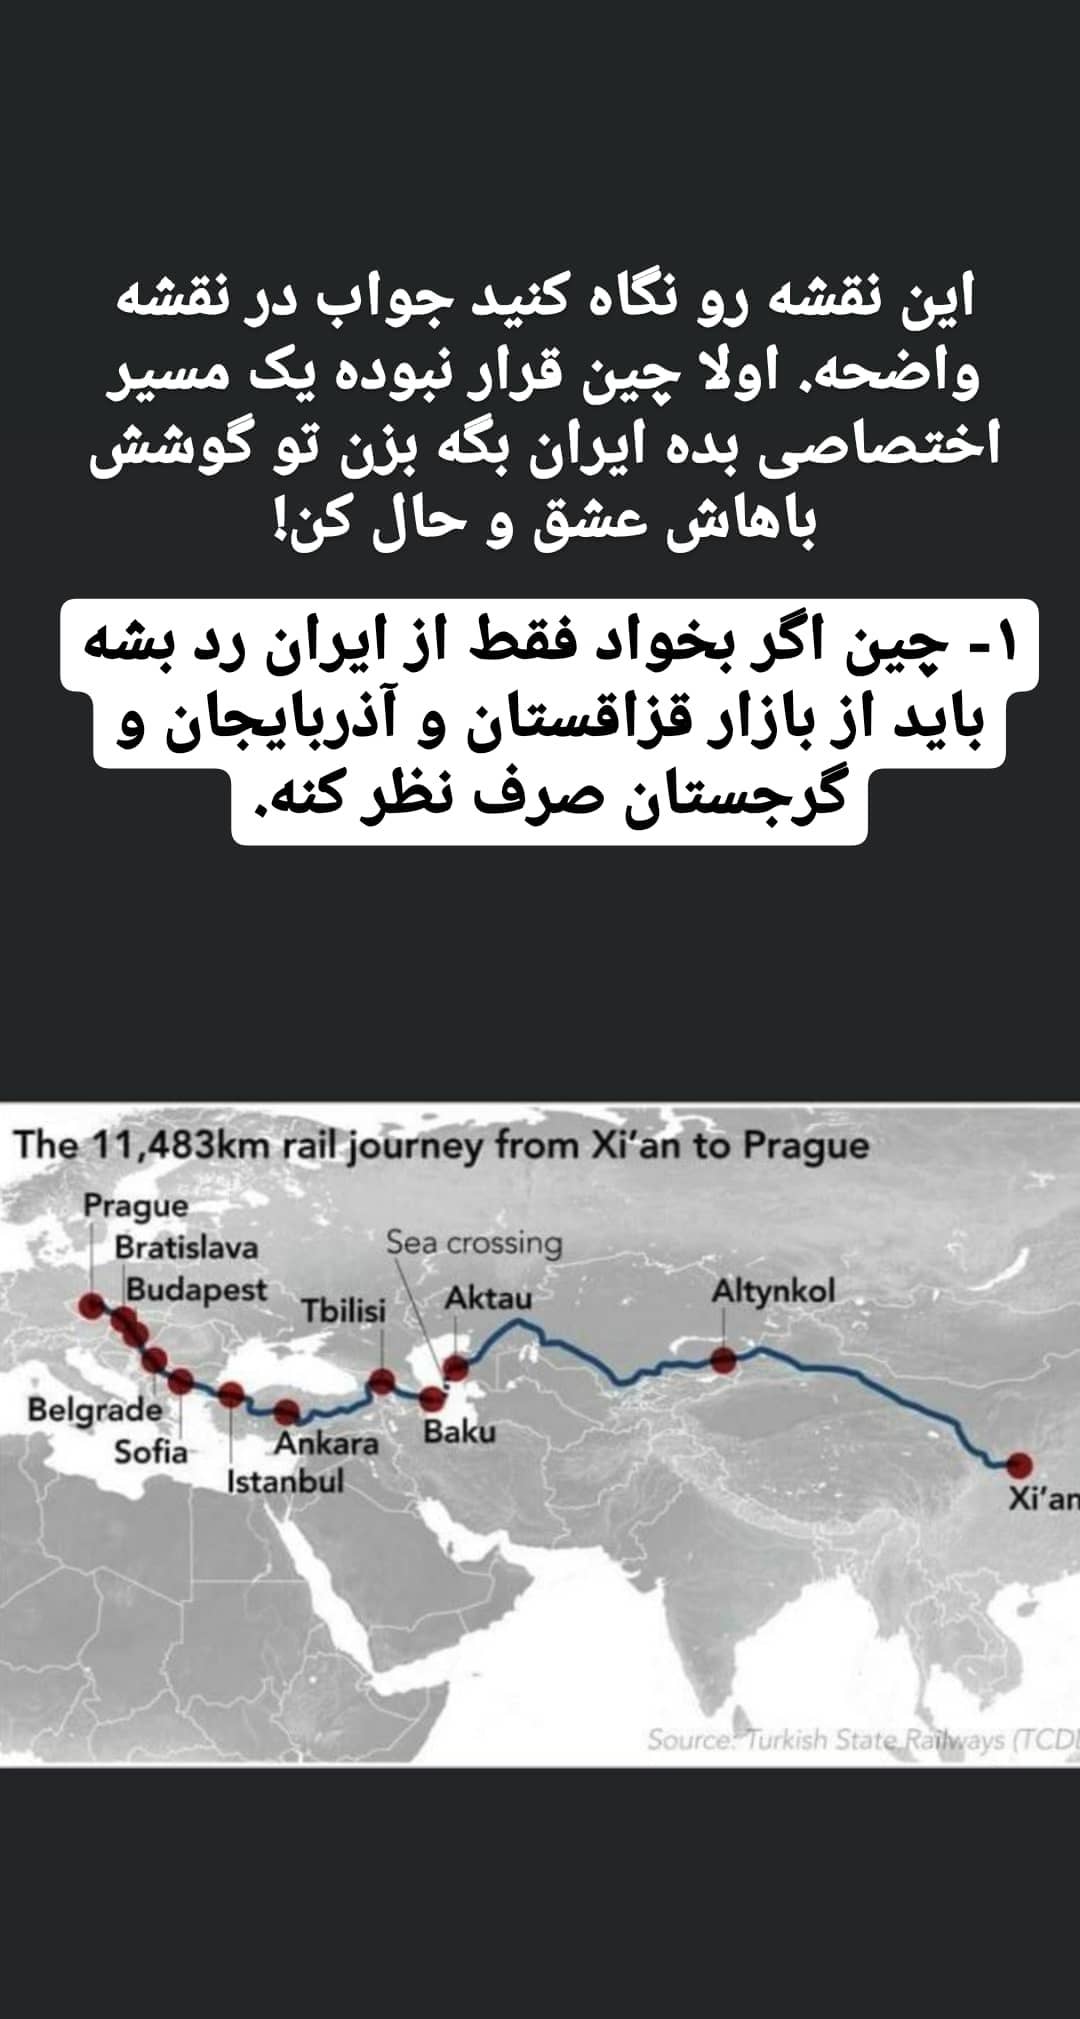 این نقشه رو نگاه کنید جواب در نقشه
واضحه. اولا چین قرار نبوده یک مسیر
اختصاصی بده ایران بگه بزن تو گوشش
باهاش عشق و حال کن!
۱- چین اگر بخواد فقط از ایران رد بشه
باید از بازار قزاقستان و آذربایجان و
گرجستان صرف نظر کنه.
The 11,483km rail journey from Xi'an to Prague
Prague
Bratislava
Sea crossing
Budapest
Tbilisi
Aktau
Altynkol
Belgrade
Sofia
Ankara
Baku
Istanbul
Xi'an
Source: Turkish State Railways (TCD